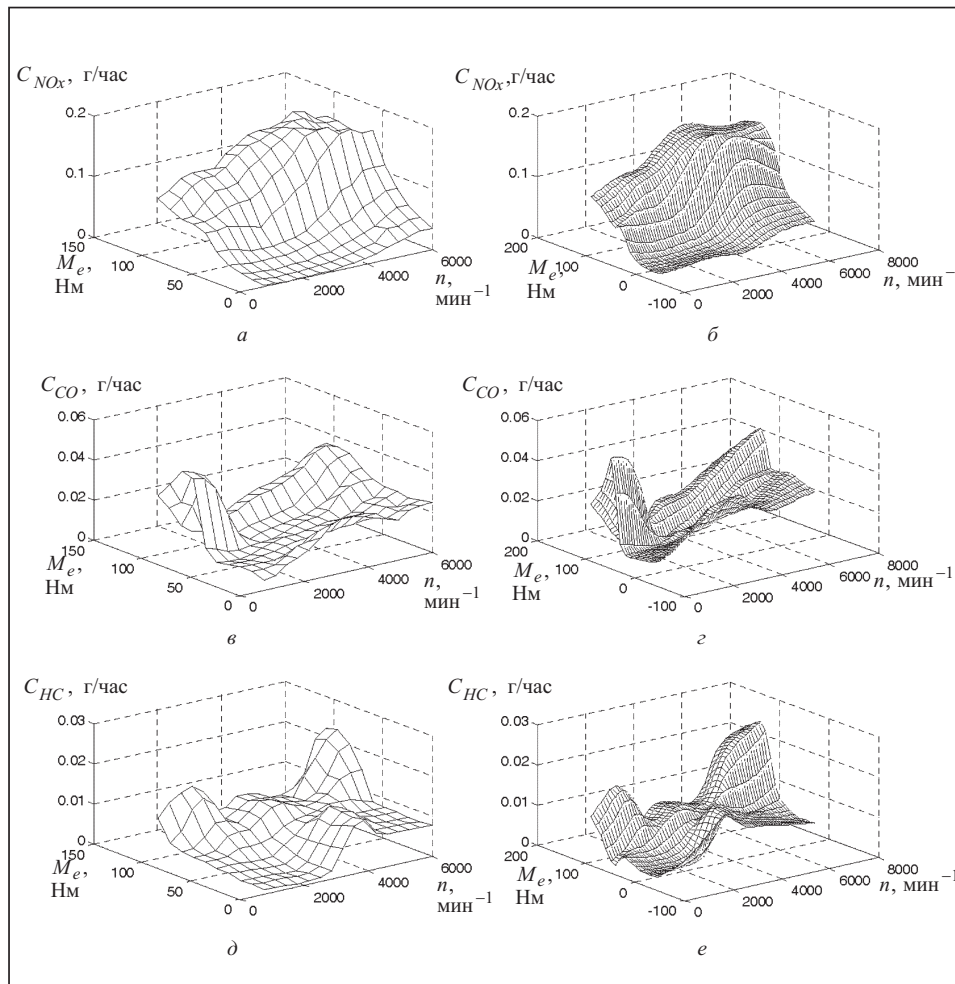 C_NOx, г/час
C_NOx,г/час
0.2
0.1
0
150
100
50
0
M_e,
Нм
0
2000
4000
6000
n,
мин⁻¹
а
0.2
0.1
0
200
100
0
-100
M_e,
Нм
0
2000
4000
6000
8000
n, мин⁻¹
б
C_CO, г/час
C_CO, г/час
0.06
0.04
0.02
0
150
100
50
0
M_e,
Нм
0
2000
4000
6000
n,
мин⁻¹
в
0.06
0.04
0.02
0
200
100
0
-100
M_e,
Нм
0
2000
4000
6000
8000
n, мин⁻¹
г
C_HC, г/час
C_HC, г/час
0.03
0.02
0.01
0
150
100
50
0
M_e,
Нм
0
2000
4000
6000
n,
мин⁻¹
д
0.03
0.02
0.01
0
200
100
0
-100
M_e,
Нм
0
2000
4000
6000
8000
n, мин⁻¹
е